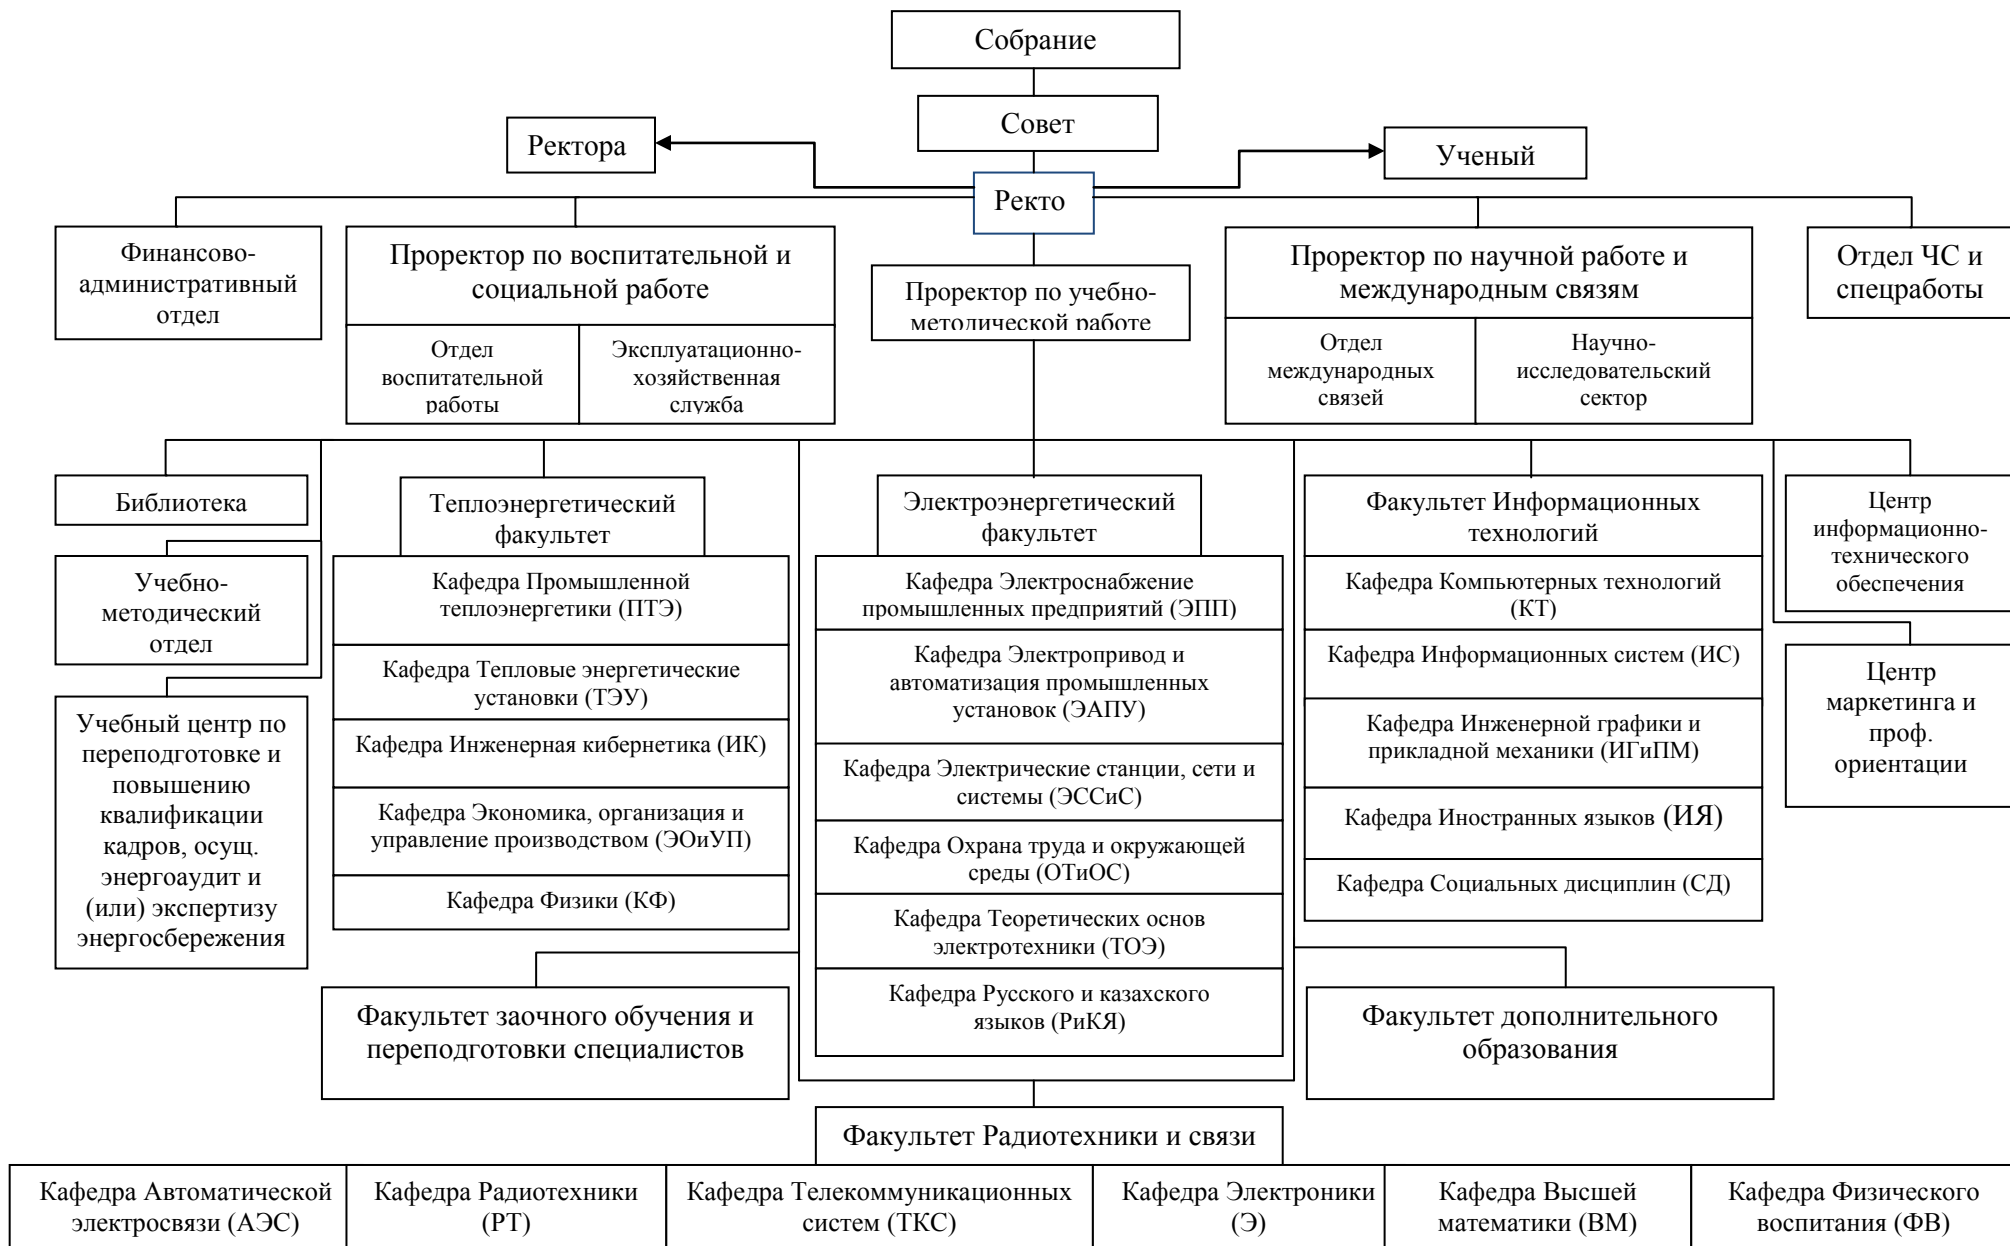 Собрание
Совет
Ректора
Ученый
Ректо
Финансово-
административный
отдел
Проректор по воспитательной и
социальной работе
Отдел
воспитательной
работы
Эксплуатационно-
хозяйственная
служба
Проректор по учебно-
методической работе
Проректор по научной работе и
международным связям
Отдел
международных
связей
Научно-
исследовательский
сектор
Отдел ЧС и
спецработы
Библиотека
Учебно-
методический
отдел
Учебный центр по
переподготовке и
повышению
квалификации
кадров, осущ.
энергоаудит и
(или) экспертизу
энергосбережения
Теплоэнергетический
факультет
Кафедра Промышленной
теплоэнергетики (ПТЭ)
Кафедра Тепловые энергетические
установки (ТЭУ)
Кафедра Инженерная кибернетика (ИК)
Кафедра Экономика, организация и
управление производством (ЭОиУП)
Кафедра Физики (КФ)
Электроэнергетический
факультет
Кафедра Электроснабжение
промышленных предприятий (ЭПП)
Кафедра Электропривод и
автоматизация промышленных
установок (ЭАПУ)
Кафедра Электрические станции, сети и
системы (ЭССиС)
Кафедра Охрана труда и окружающей
среды (ОТиОС)
Кафедра Теоретических основ
электротехники (ТОЭ)
Кафедра Русского и казахского
языков (РиКЯ)
Факультет Информационных
технологий
Кафедра Компьютерных технологий
(КТ)
Кафедра Информационных систем (ИС)
Кафедра Инженерной графики и
прикладной механики (ИГиПМ)
Кафедра Иностранных языков (ИЯ)
Кафедра Социальных дисциплин (СД)
Центр
информационно-
технического
обеспечения
Центр
маркетинга и
проф.
ориентации
Факультет заочного обучения и
переподготовки специалистов
Факультет дополнительного
образования
Факультет Радиотехники и связи
Кафедра Автоматической
электросвязи (АЭС)
Кафедра Радиотехники
(РТ)
Кафедра Телекоммуникационных
систем (ТКС)
Кафедра Электроники
(Э)
Кафедра Высшей
математики (ВМ)
Кафедра Физического
воспитания (ФВ)